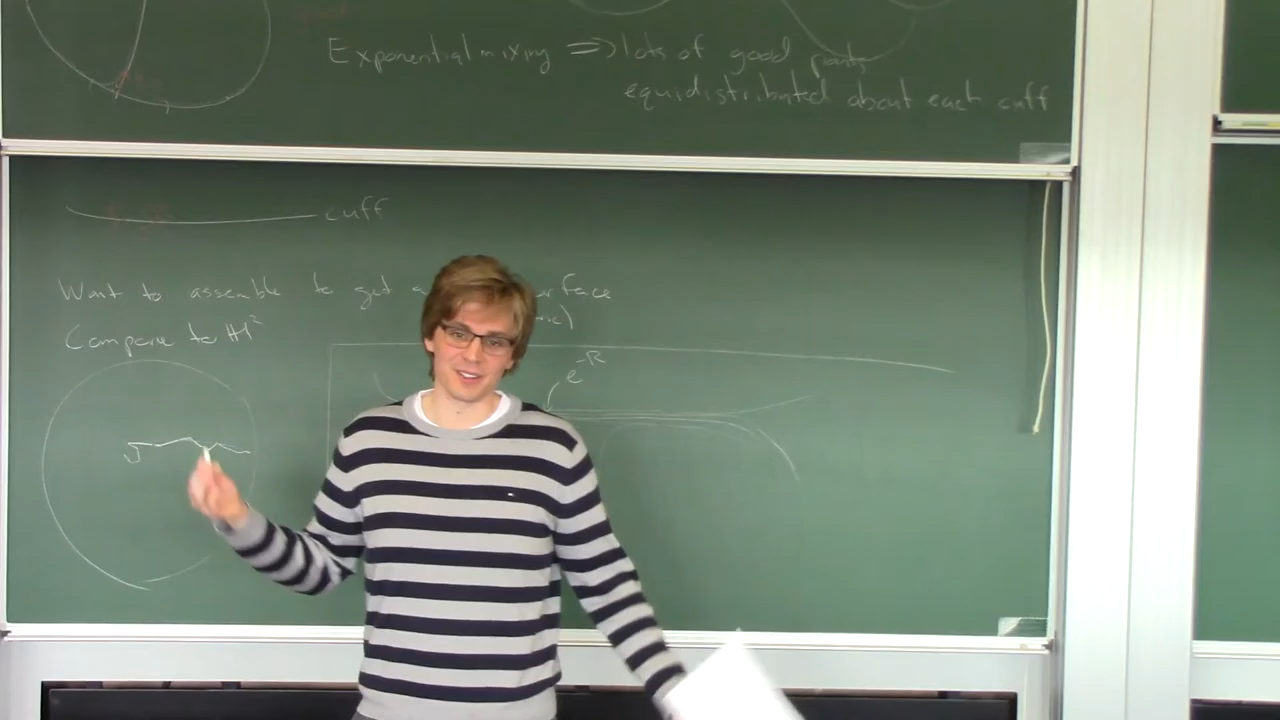 Exponential mixing => lots of good pants
equidistributed about each cuff
cuff
Want to assemble to get a
Compare to H²
e^-R